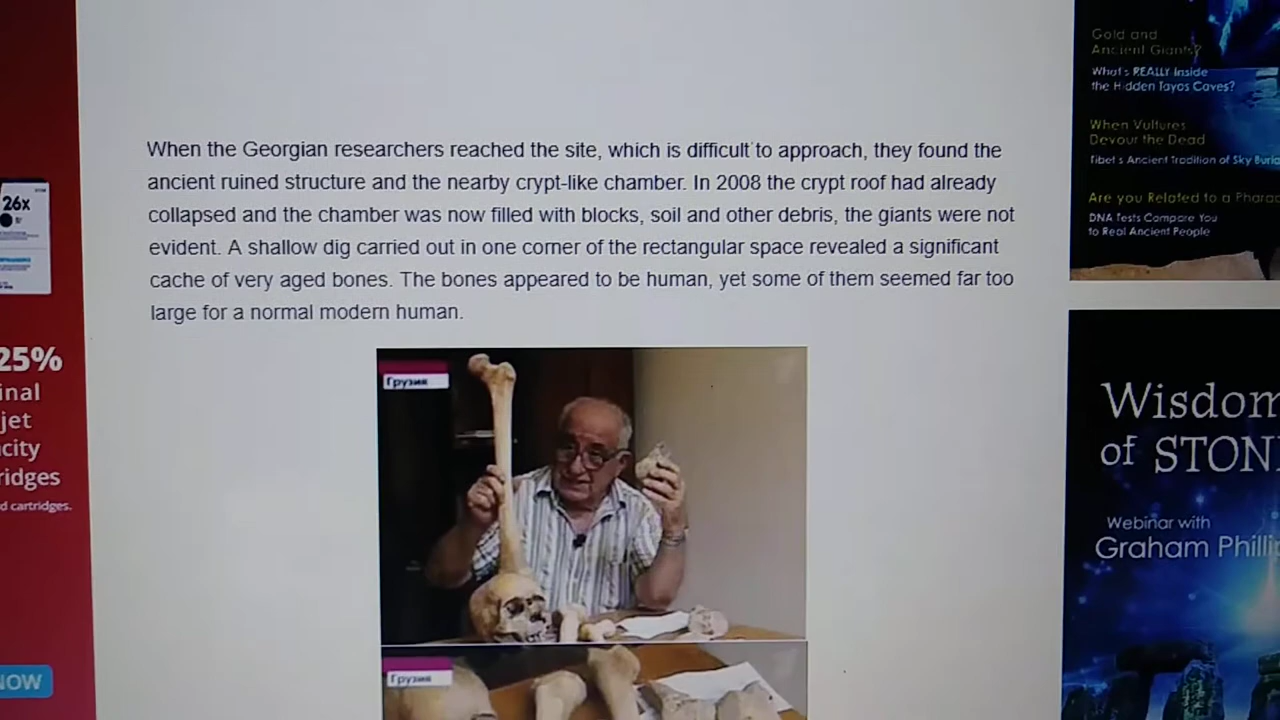 When the Georgian researchers reached the site, which is difficult to approach, they found the
ancient ruined structure and the nearby crypt-like chamber. In 2008 the crypt roof had already
collapsed and the chamber was now filled with blocks, soil and other debris, the giants were not
evident. A shallow dig carried out in one corner of the rectangular space revealed a significant
cache of very aged bones. The bones appeared to be human, yet some of them seemed far too
large for a normal modern human.
Грузия
Грузия
26x
25%
inal
jet
city
ridges
d cartridges.
NOW
Gold and
Ancient Giants?
What's REALLY Inside
the Hidden Tayos Caves?
When Vultures
Devour the Dead
Tibet's Ancient Tradition of Sky Buria
Are you Related to a Pharao
DNA Tests Compare You
to Real Ancient People
Wisdom
of STON
Webinar with
Graham Philli